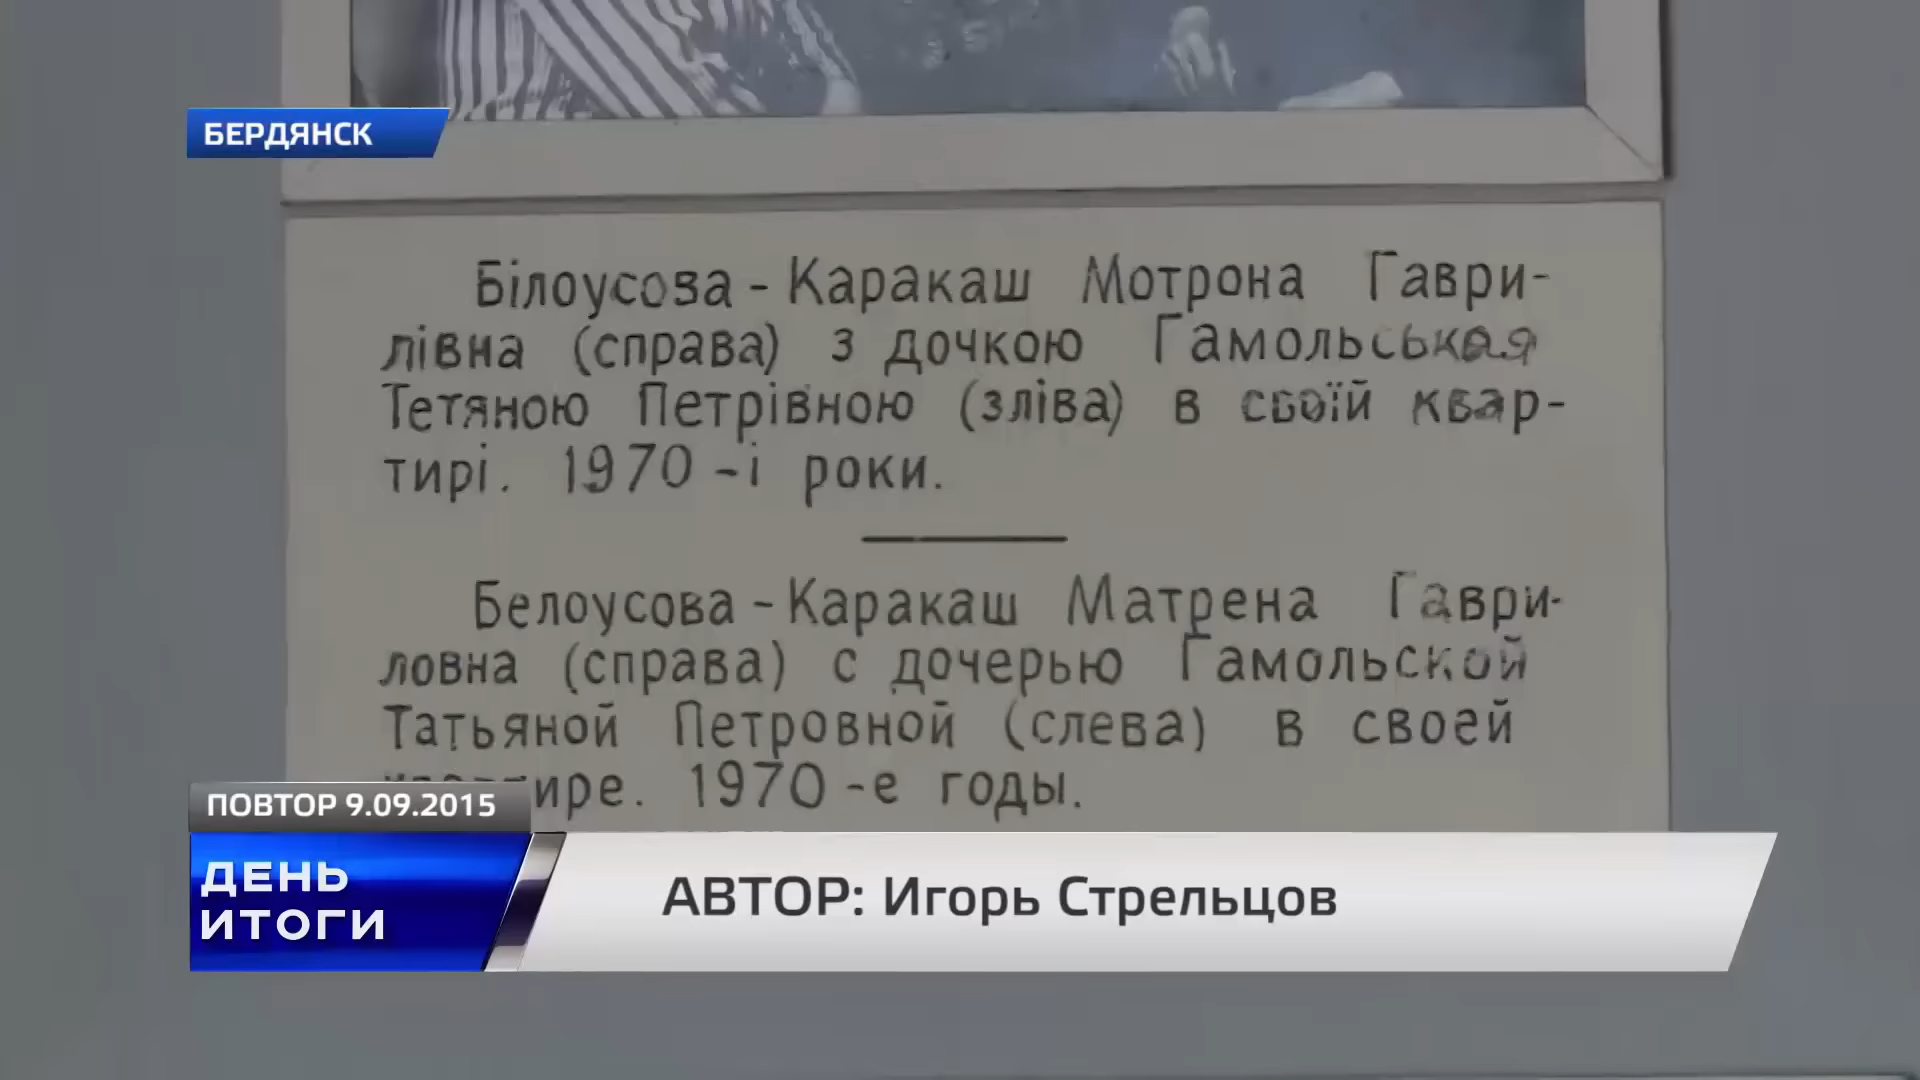 БЕРДЯНСК
Білоусова - Каракаш Мотрона Гаври-
лівна (справа) з дочкою Гамольською
Тетяною Петрівною (зліва) в своїй квар-
тирі. 1970 -і роки.
Белоусова - Каракаш Матрена Гаври-
ловна (справа) с дочерью Гамольской
Татьяной Петровной (слева) в своей
1970 -е годы.
ПОВТОР 9.09.2015
ДЕНЬ
ИТОГИ
АВТОР: Игорь Стрельцов